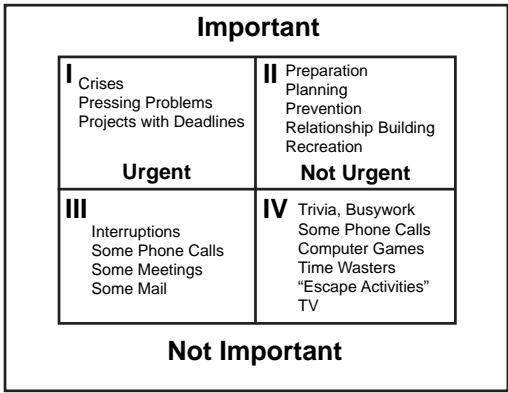 Important
I
Crises
Pressing Problems
Projects with Deadlines
Urgent
II
Preparation
Planning
Prevention
Relationship Building
Recreation
Not Urgent
III
Interruptions
Some Phone Calls
Some Meetings
Some Mail
IV
Trivia, Busywork
Some Phone Calls
Computer Games
Time Wasters
“Escape Activities”
TV
Not Important